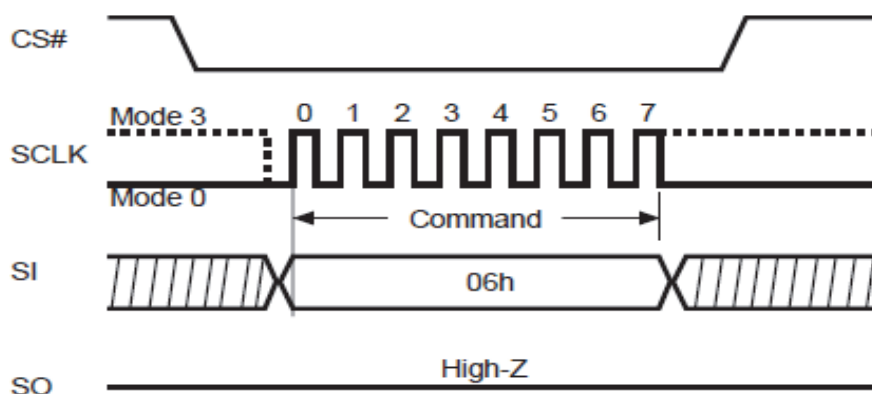 CS#
Mode 3
0 1 2 3 4 5 6 7
SCLK
Mode 0
Command
SI
06h
High-Z
SO